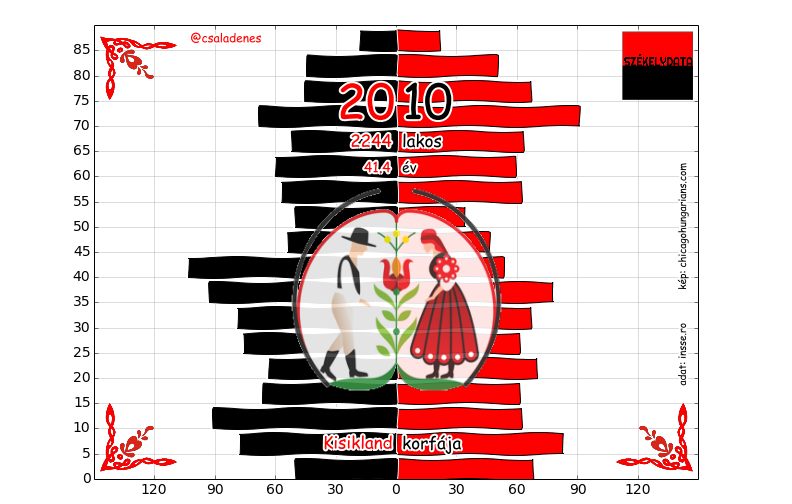 @csaladenes
SZÉKELYDATA
2010
2244 lakos
41,4 év
Kisikland korfája
kép: chicagohungarians.com
adat: insse.ro
85
80
75
70
65
60
55
50
45
40
35
30
25
20
15
10
5
0
120 90 60 30 0 30 60 90 120